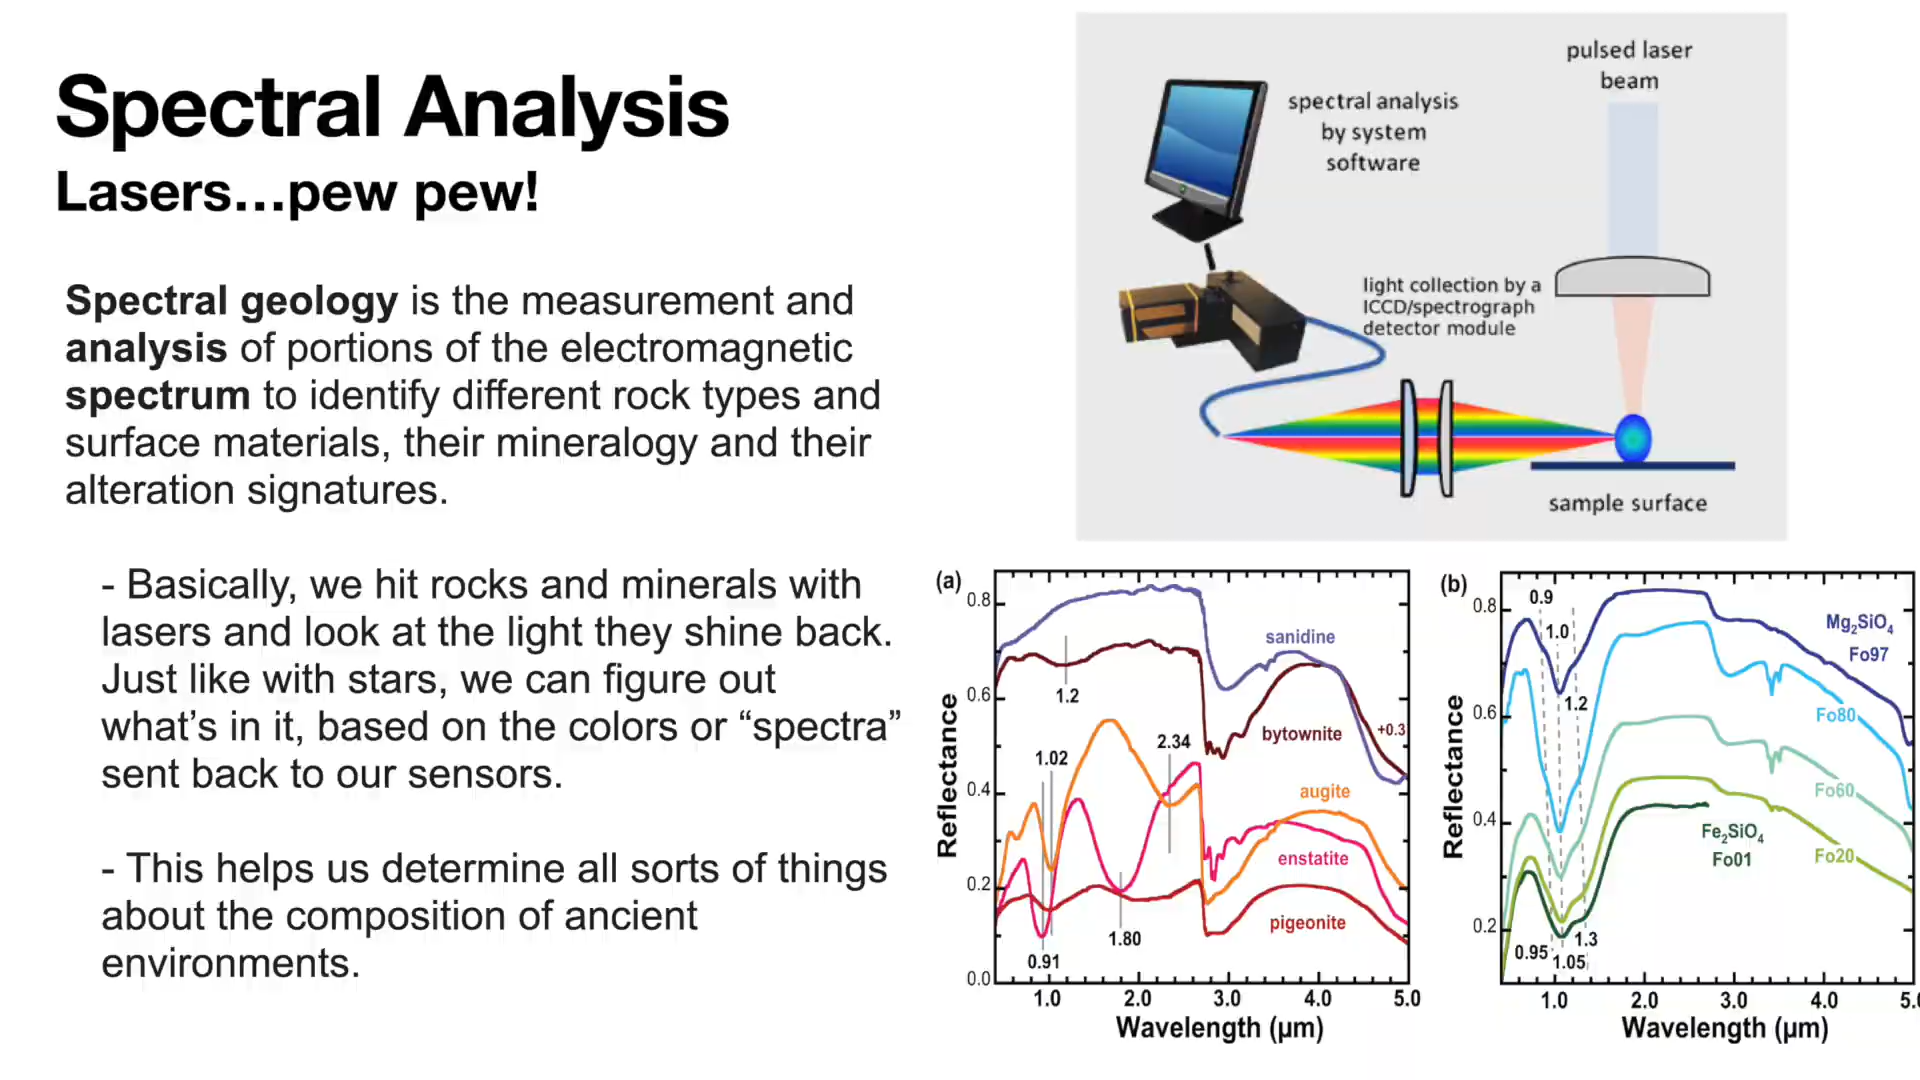 Spectral Analysis
Lasers…pew pew!
Spectral geology is the measurement and
analysis of portions of the electromagnetic
spectrum to identify different rock types and
surface materials, their mineralogy and their
alteration signatures.
- Basically, we hit rocks and minerals with
lasers and look at the light they shine back.
Just like with stars, we can figure out
what’s in it, based on the colors or “spectra”
sent back to our sensors.
- This helps us determine all sorts of things
about the composition of ancient
environments.
pulsed laser
beam
spectral analysis
by system
software
light collection by a
ICCD/spectrograph
detector module
sample surface
(a)
Reflectance
0.8
0.6
0.4
0.2
0.0
sanidine
1.2
bytownite
+0.3
2.34
1.02
augite
enstatite
pigeonite
1.80
0.91
1.0 2.0 3.0 4.0 5.0
Wavelength (µm)
(b)
Reflectance
0.8
0.6
0.4
0.2
0.9
1.0
1.2
Mg₂SiO₄
Fo97
Fo80
Fo60
Fe₂SiO₄
Fo01
Fo20
0.95
1.3
1.05
1.0 2.0 3.0 4.0 5.0
Wavelength (µm)